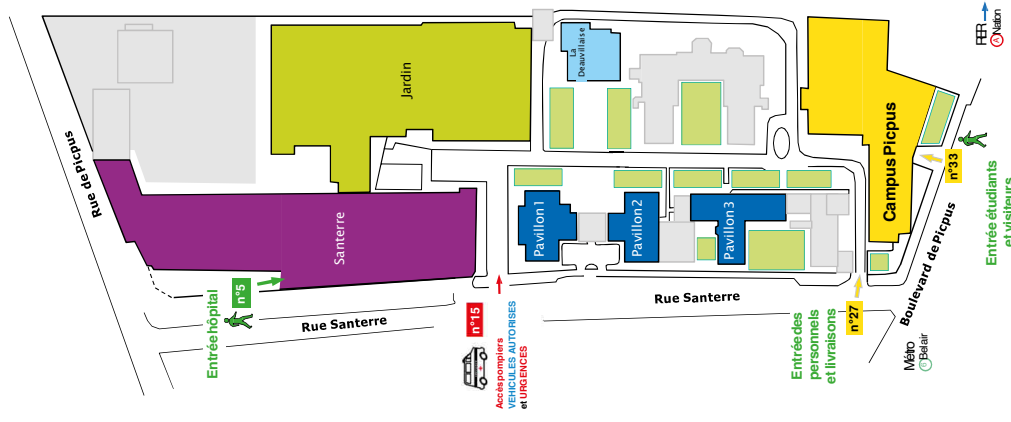 Rue de Picpus
Jardin
La
Deauvillaise
RER
A Nation
Santerre
Pavillon 1
Pavillon 2
Pavillon 3
Campus Picpus
n°33
Entrée étudiants
et visiteurs
Boulevard de Picpus
Entrée hôpital
n°5
Rue Santerre
n°15
Accès pompiers
VEHICULES AUTORISES
et URGENCES
Rue Santerre
Entrée des
personnels
et livraisons
n°27
Métro
6 Bel air